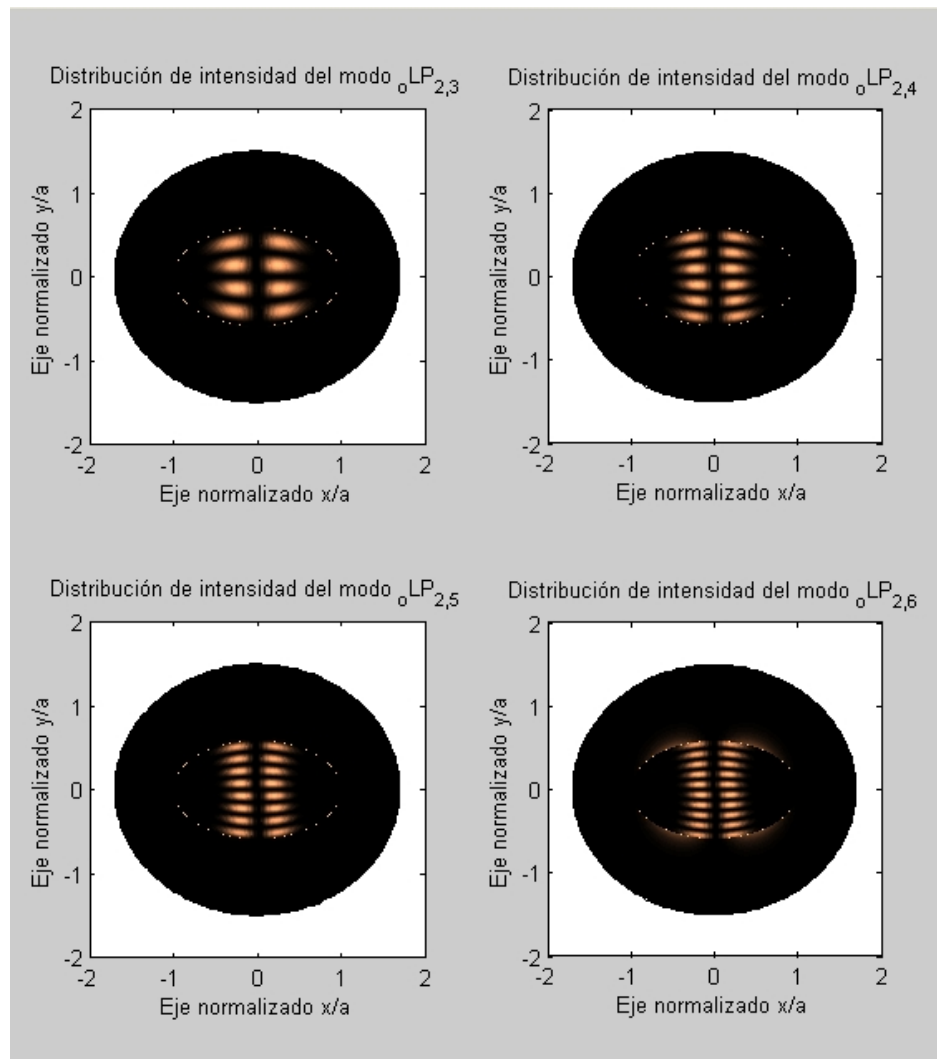 Distribución de intensidad del modo ₒLP₂,₃
2
1
0
-1
-2
Eje normalizado y/a
-2 -1 0 1 2
Eje normalizado x/a
Distribución de intensidad del modo ₒLP₂,₄
2
1
0
-1
-2
Eje normalizado y/a
-2 -1 0 1 2
Eje normalizado x/a
Distribución de intensidad del modo ₒLP₂,₅
2
1
0
-1
-2
Eje normalizado y/a
-2 -1 0 1 2
Eje normalizado x/a
Distribución de intensidad del modo ₒLP₂,₆
2
1
0
-1
-2
Eje normalizado y/a
-2 -1 0 1 2
Eje normalizado x/a